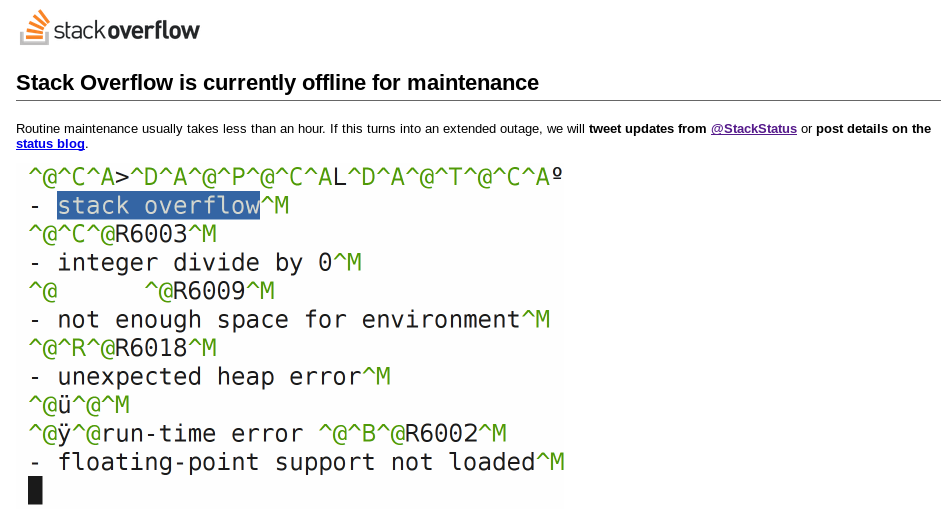 stackoverflow
Stack Overflow is currently offline for maintenance
Routine maintenance usually takes less than an hour. If this turns into an extended outage, we will tweet updates from @StackStatus or post details on the
status blog.
^@^C^A>^D^A^@^P^@^C^AL^D^A^@^T^@^C^Aº
- stack overflow^M
^@^C^@R6003^M
- integer divide by 0^M
^@      ^@R6009^M
- not enough space for environment^M
^@^R^@R6018^M
- unexpected heap error^M
^@ü^@^M
^@ÿ^@run-time error ^@^B^@R6002^M
- floating-point support not loaded^M